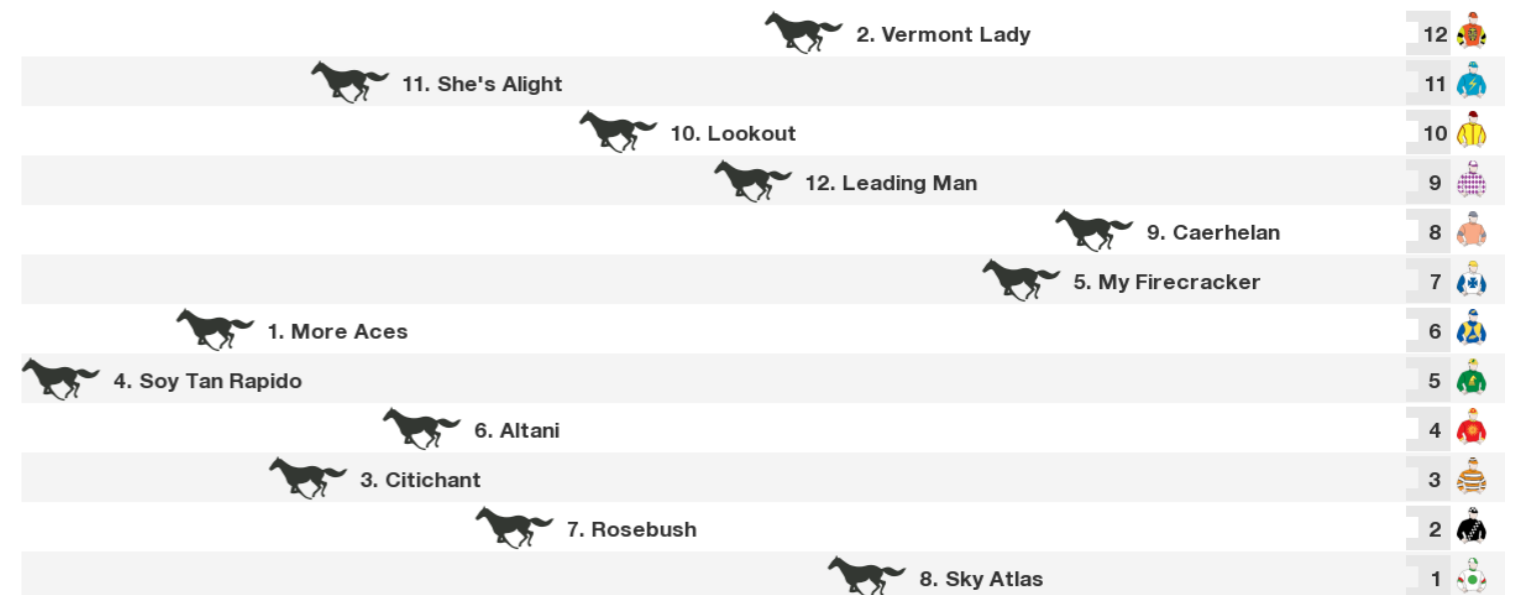 2. Vermont Lady 12
11. She's Alight 11
10. Lookout 10
12. Leading Man 9
9. Caerhelan 8
5. My Firecracker 7
1. More Aces 6
4. Soy Tan Rapido 5
6. Altani 4
3. Citichant 3
7. Rosebush 2
8. Sky Atlas 1